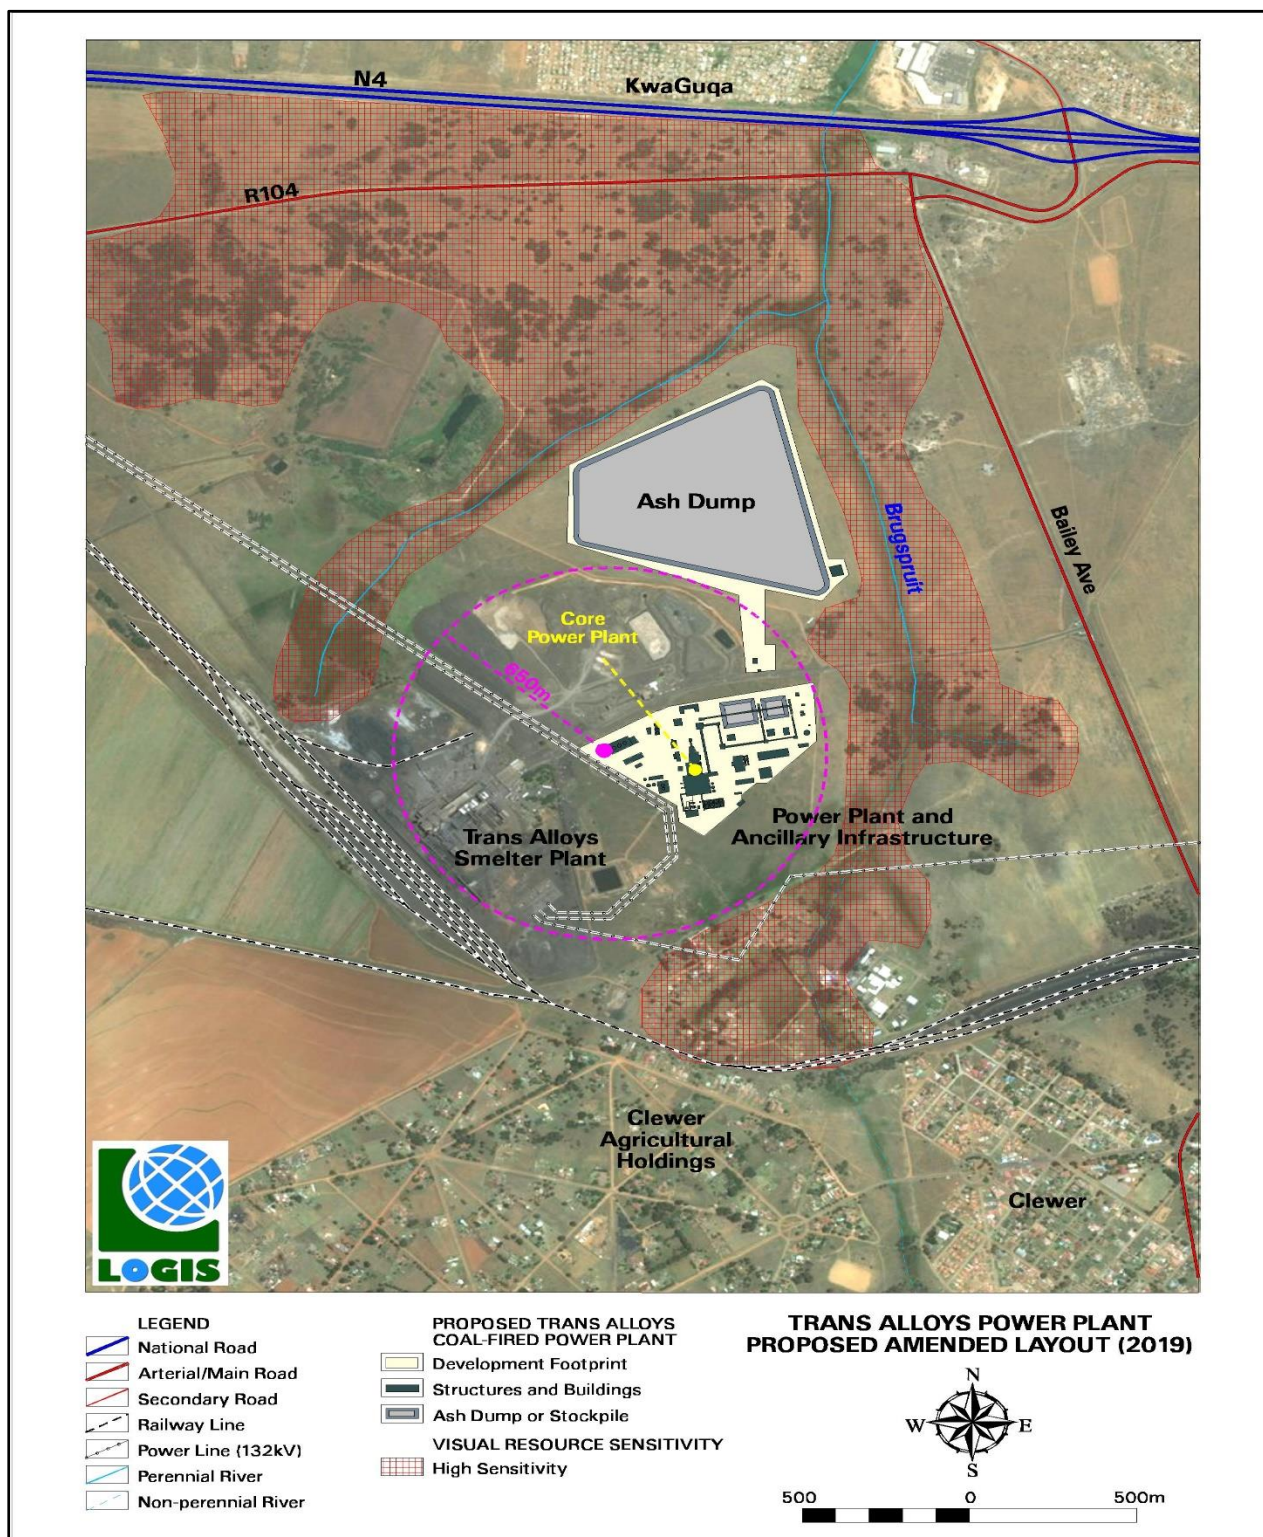 N4
KwaGuqa
R104
Ash Dump
Brugspruit
Bailey Ave
Core
Power Plant
650m
Trans Alloys
Smelter Plant
Power Plant and
Ancillary Infrastructure
Clewer
Agricultural
Holdings
Clewer
LOGIS
LEGEND
National Road
Arterial/Main Road
Secondary Road
Railway Line
Power Line (132kV)
Perennial River
Non-perennial River
PROPOSED TRANS ALLOYS
COAL-FIRED POWER PLANT
Development Footprint
Structures and Buildings
Ash Dump or Stockpile
VISUAL RESOURCE SENSITIVITY
High Sensitivity
TRANS ALLOYS POWER PLANT
PROPOSED AMENDED LAYOUT (2019)
N
W E
S
500 0 500m